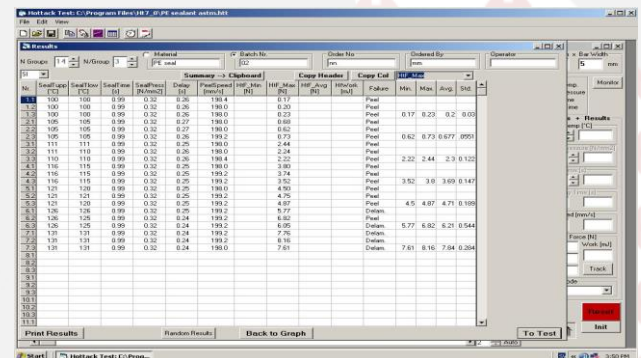 Hottack Test: C:\Program Files\HT7_0\PE sealant astm.htt
File Edit View
Results
N Groups 14 N/Group 3 Material PE seal Batch Nr. 02 Order No. nn Ordered By mm Operator
Bar Width
5 mm
SI Summary --> Clipboard Copy Header Copy Col HIF_Max
Monitor
Nr. SealTupp [°C] SealTlow [°C] SealTime [s] SealPress [N/mm2] Delay [s] PeelSpeed [mm/s] HIF_Min [N] HIF_Max [N] HIF_Avg [N] HtWork [mJ] Failure Min. Max. Avg. Std.
1.1 100 100 0.99 0.32 0.26 198.4 0.17 Peel
1.2 100 100 0.99 0.32 0.26 198.0 0.20 Peel
1.3 100 100 0.99 0.32 0.26 198.0 0.23 Peel 0.17 0.23 0.2 0.03
2.1 105 105 0.99 0.32 0.27 198.0 0.68 Peel
2.2 105 105 0.99 0.32 0.27 198.0 0.62 Peel
2.3 105 105 0.99 0.32 0.26 199.2 0.73 Peel 0.62 0.73 0.677 .0551
3.1 111 111 0.99 0.32 0.25 198.0 2.44 Peel
3.2 111 110 0.99 0.32 0.26 198.0 2.24 Peel
3.3 110 110 0.99 0.32 0.26 198.4 2.22 Peel 2.22 2.44 2.3 0.122
4.1 116 115 0.99 0.32 0.25 198.0 3.80 Peel
4.2 116 115 0.99 0.32 0.25 199.2 3.74 Peel
4.3 116 115 0.99 0.32 0.25 199.2 3.52 Peel 3.52 3.8 3.69 0.147
5.1 121 120 0.99 0.32 0.25 198.0 4.50 Peel
5.2 121 121 0.99 0.32 0.25 199.2 4.75 Peel
5.3 121 120 0.99 0.32 0.24 199.2 4.87 Peel 4.5 4.87 4.71 0.189
6.1 126 126 0.99 0.32 0.25 199.2 5.77 Delam.
6.2 126 125 0.99 0.32 0.24 199.2 6.82 Peel
6.3 126 125 0.99 0.32 0.24 199.2 6.05 Delam. 5.77 6.82 6.21 0.544
7.1 131 131 0.99 0.32 0.24 199.2 7.76 Delam.
7.2 131 131 0.99 0.32 0.24 199.2 8.16 Delam.
7.3 131 131 0.99 0.32 0.24 198.0 7.61 Delam. 7.61 8.16 7.84 0.284
8.1
8.2
8.3
9.1
9.2
9.3
10.1
10.2
10.3
11.1
Results
Force [N]
Work [mJ]
Track
Reset
Init
Print Results Random Results Back to Graph To Test
Start Hottack Test: C:\Prog... 3:50 PM